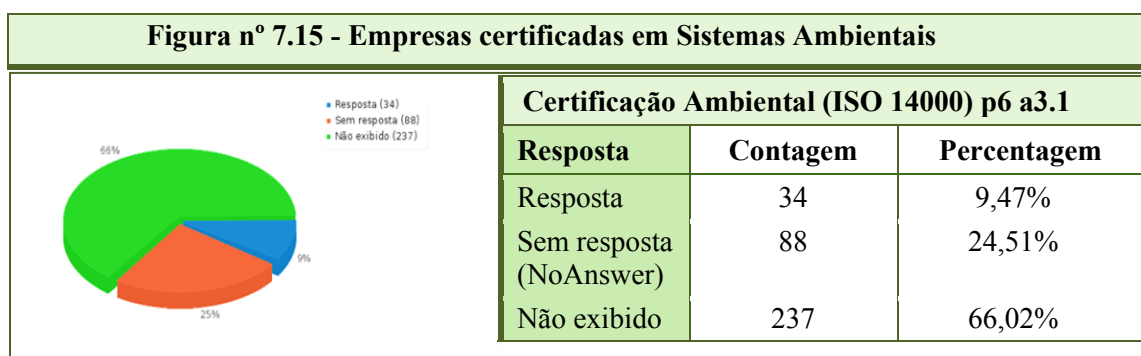 Figura nº 7.15 - Empresas certificadas em Sistemas Ambientais
Resposta (34)
Sem resposta (88)
Não exibido (237)
66%
9%
25%
Certificação Ambiental (ISO 14000) p6 a3.1
Resposta Contagem Percentagem
Resposta 34 9,47%
Sem resposta 88 24,51%
(NoAnswer)
Não exibido 237 66,02%